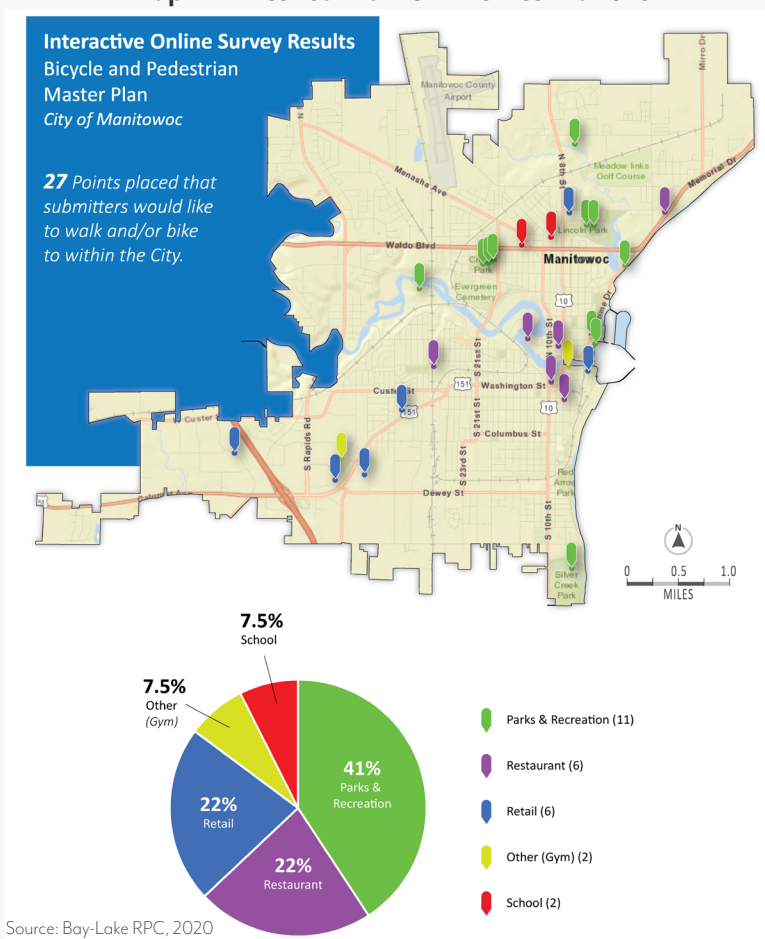 Interactive Online Survey Results
Bicycle and Pedestrian
Master Plan
City of Manitowoc
27 Points placed that
submitters would like
to walk and/or bike
to within the City.
Manitowoc County
Airport
Mirro Dr
N 8th St
Menasha Ave
Meadow links
Golf Course
Memorial Dr
Lincoln Park
Waldo Blvd
Manitowoc
Park
Evergreen
Cemetery
10
N 10th St
S 21st St
151
Washington St
Custer St
151
10
S 21st St
Columbus St
S Rapids Rd
S 23rd St
Red
Arrow
Park
Dewey St
S 10th St
Silver
Creek
Park
N
0 0.5 1.0
MILES
7.5%
School
7.5%
Other
(Gym)
41%
Parks &
Recreation
22%
Retail
22%
Restaurant
Parks & Recreation (11)
Restaurant (6)
Retail (6)
Other (Gym) (2)
School (2)
Source: Bay-Lake RPC, 2020